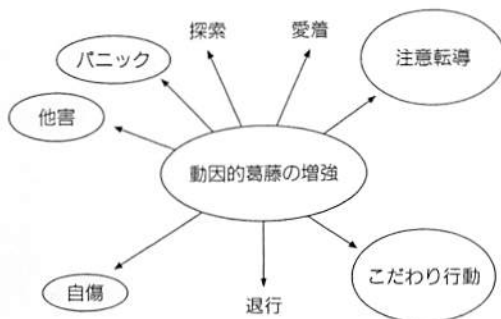 探索
愛着
パニック
注意転導
他害
動因的葛藤の増強
自傷
退行
こだわり行動